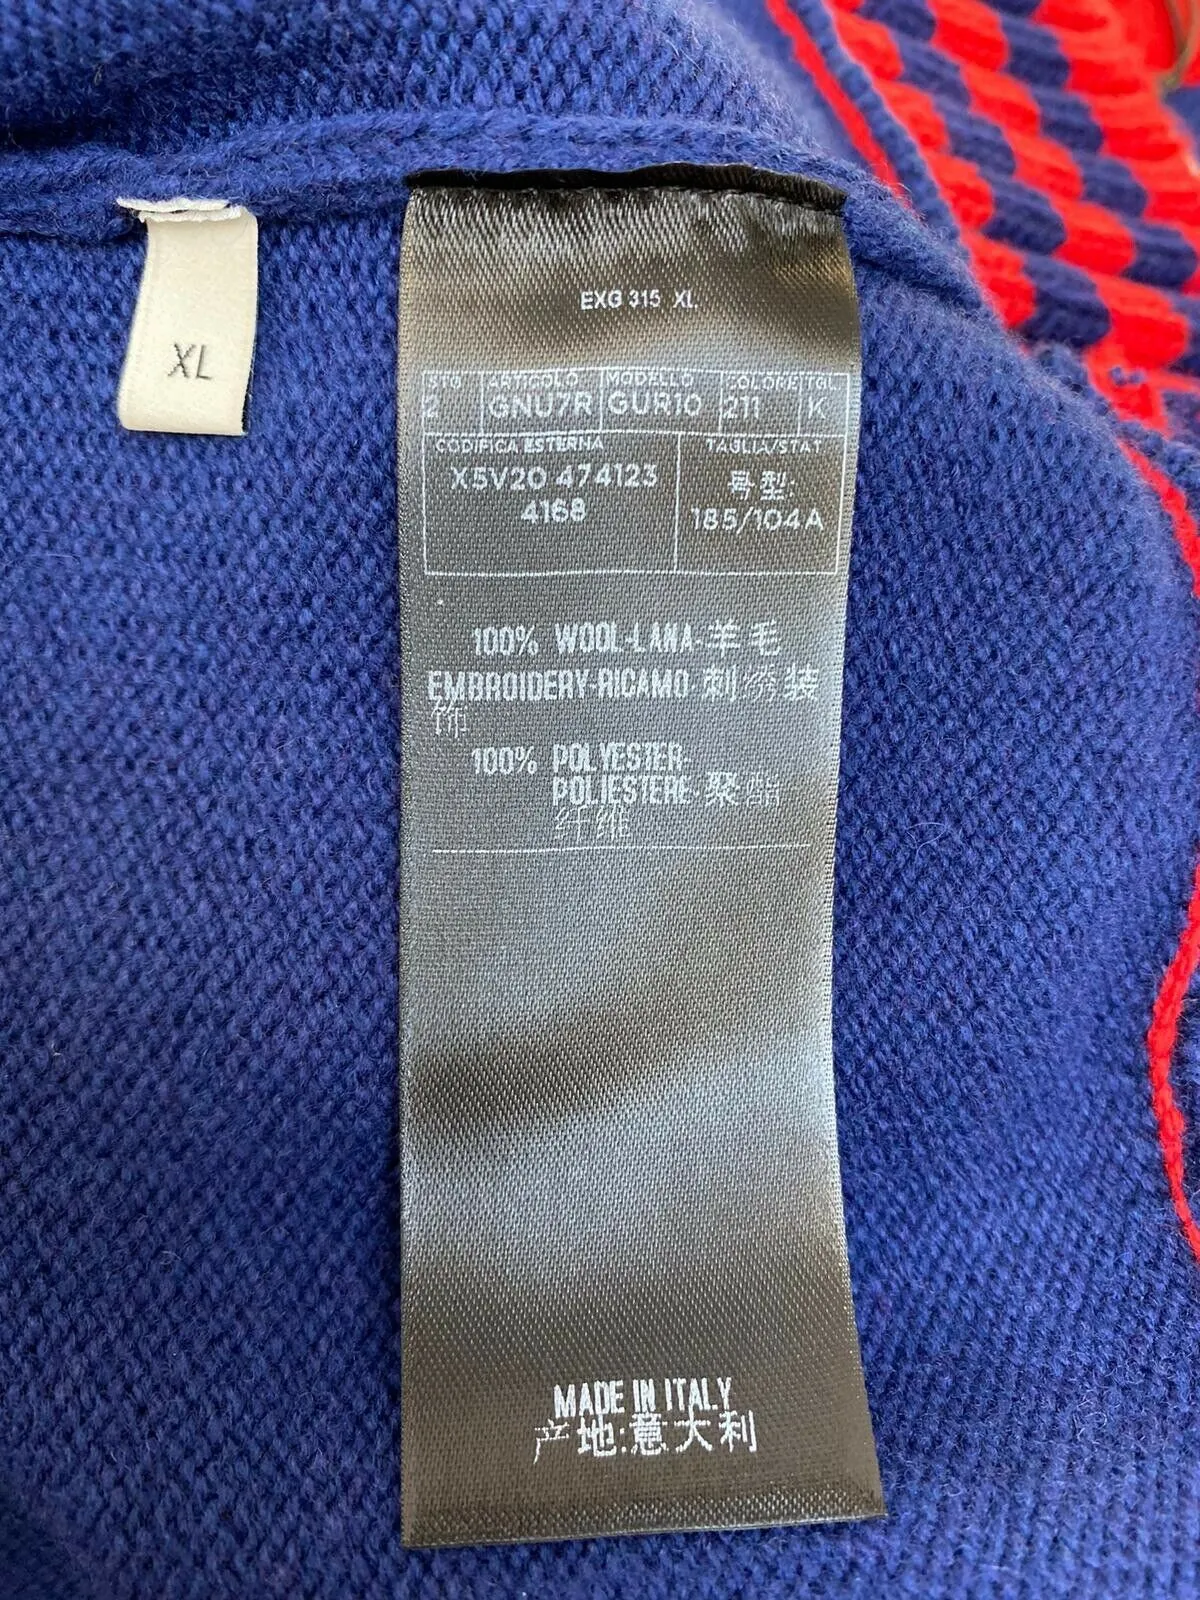 XL
EXG 315 XL
STG ARTICOLO MODELLO COLORE TGL
2 GNU7R GUR10 211 K
CODIFICA ESTERNA TAGLIA/STAT
X5V20 474123 号型:
4168 185/104A
100% WOOL-LANA-羊毛
EMBROIDERY-RICAMO-刺绣装
饰
100% POLYESTER-
POLIESTERE-聚酯
纤维
MADE IN ITALY
产地:意大利